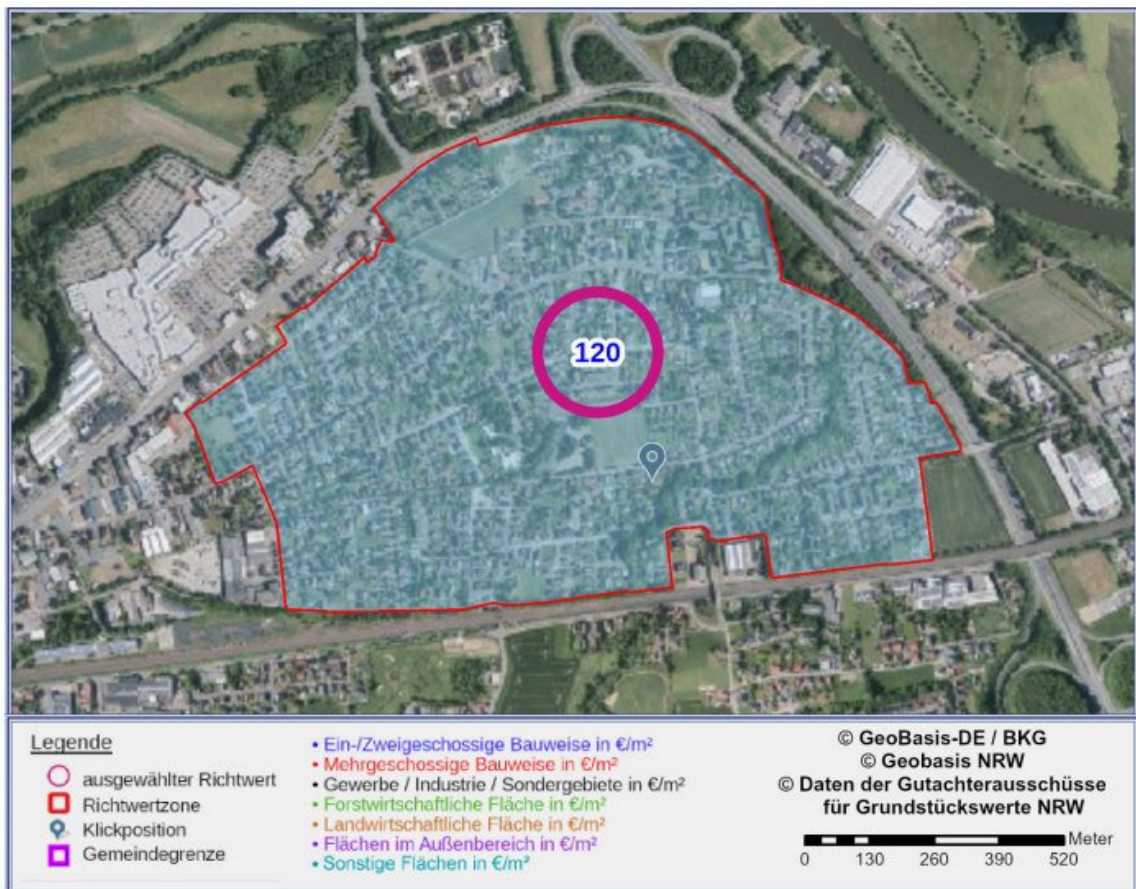 120
Legende
ausgewählter Richtwert
Richtwertzone
Klickposition
Gemeindegrenze
• Ein-/Zweigeschossige Bauweise in €/m²
• Mehrgeschossige Bauweise in €/m²
• Gewerbe / Industrie / Sondergebiete in €/m²
• Forstwirtschaftliche Fläche in €/m²
• Landwirtschaftliche Fläche in €/m²
• Flächen im Außenbereich in €/m²
• Sonstige Flächen in €/m²
© GeoBasis-DE / BKG
© Geobasis NRW
© Daten der Gutachterausschüsse
für Grundstückswerte NRW
Meter
0 130 260 390 520